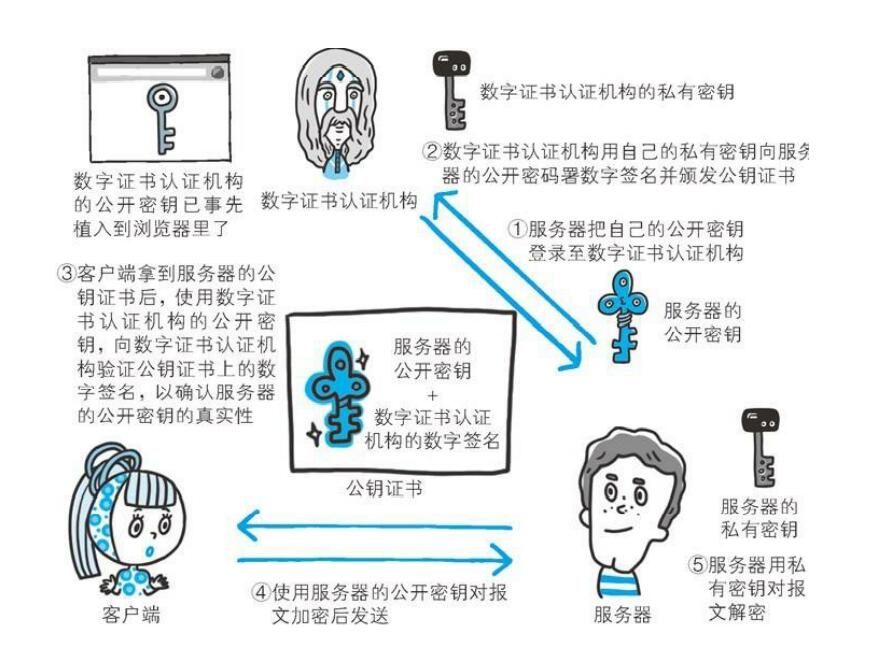 数字证书认证机构
的公开密钥已事先
植入到浏览器里了
数字证书认证机构
数字证书认证机构的私有密钥
②数字证书认证机构用自己的私有密钥向服务
器的公开密码署数字签名并颁发公钥证书
①服务器把自己的公开密钥
登录至数字证书认证机构
服务器的
公开密钥
③客户端拿到服务器的公
钥证书后，使用数字证
书认证机构的公开密
钥，向数字证书认证机
构验证公钥证书上的数
字签名，以确认服务器
的公开密钥的真实性
服务器的
公开密钥
+
数字证书认证
机构的数字签名
公钥证书
服务器的
私有密钥
④使用服务器的公开密钥对报
文加密后发送
⑤服务器用私
有密钥对报
文解密
客户端
服务器